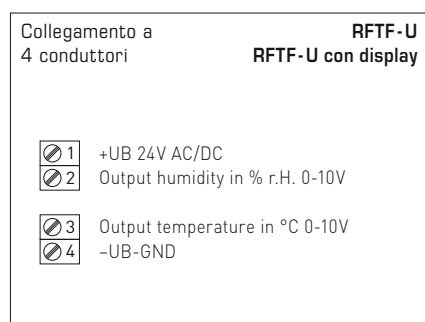 Collegamento a
4 conduttori
RFTF-U
RFTF-U con display
1 +UB 24V AC/DC
2 Output humidity in % r.H. 0-10V
3 Output temperature in °C 0-10V
4 –UB-GND